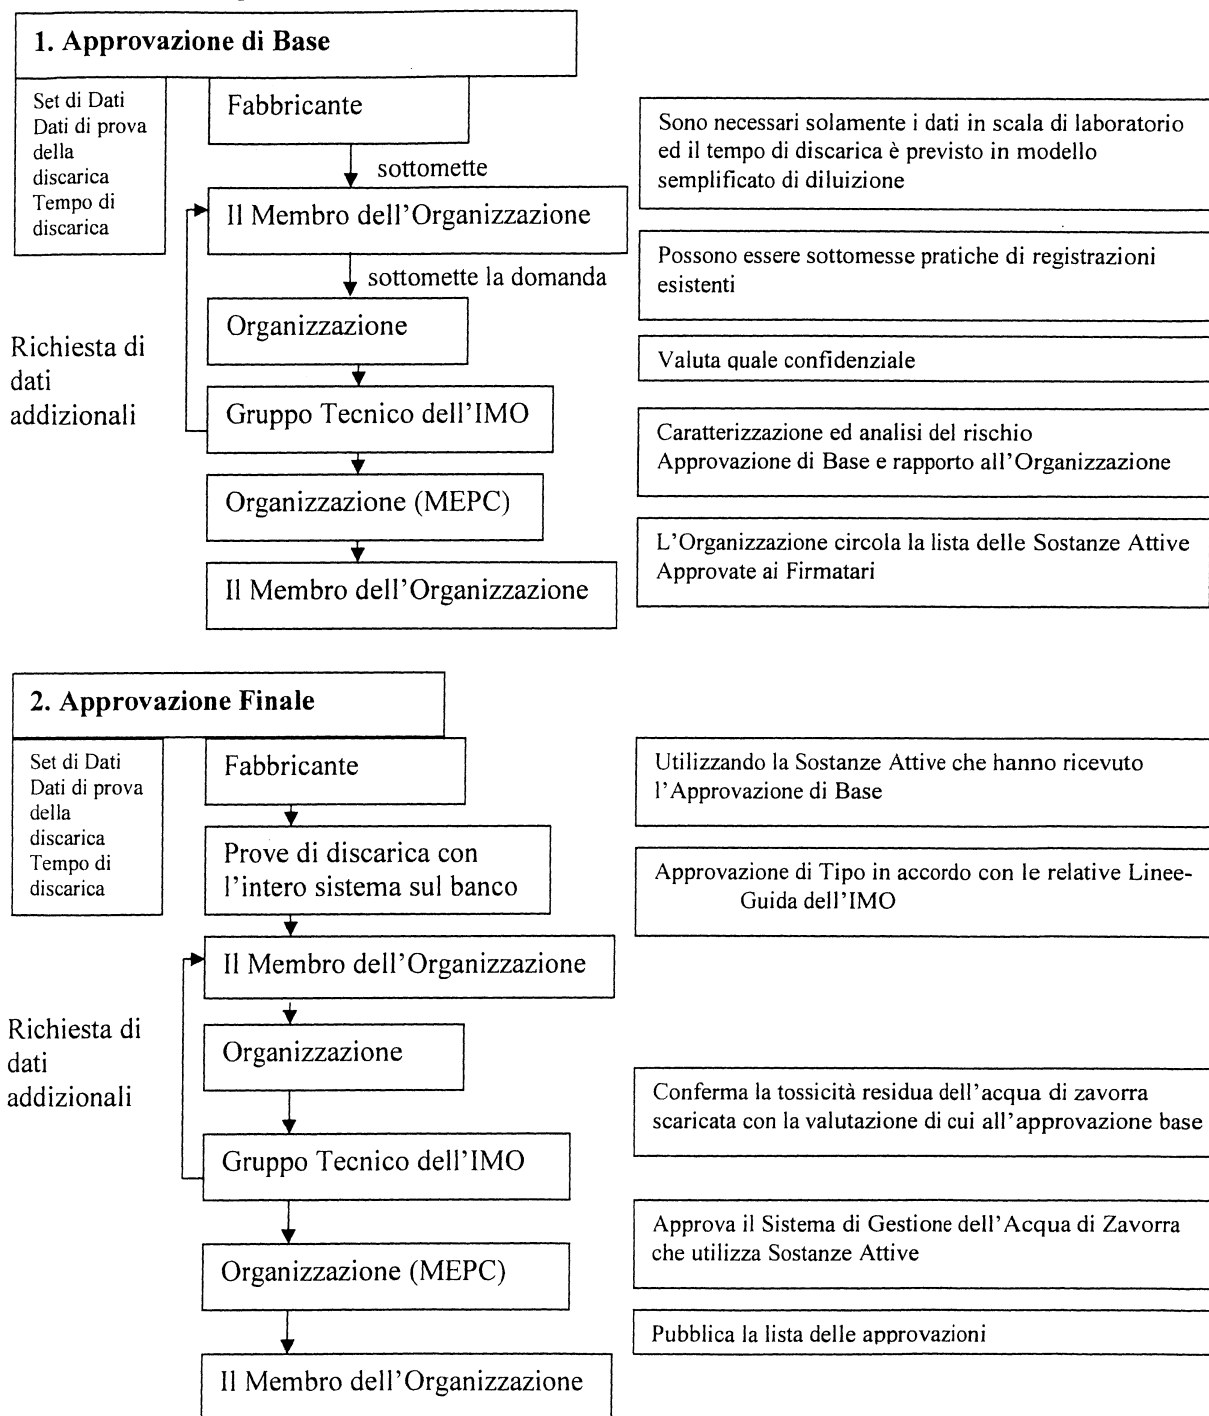 1. Approvazione di Base
Set di Dati
Dati di prova
della
discarica
Tempo di
discarica
Fabbricante
sottomette
Il Membro dell'Organizzazione
sottomette la domanda
Organizzazione
Richiesta di
dati
addizionali
Gruppo Tecnico dell'IMO
Organizzazione (MEPC)
Il Membro dell'Organizzazione
Sono necessari solamente i dati in scala di laboratorio
ed il tempo di discarica è previsto in modello
semplificato di diluizione
Possono essere sottomesse pratiche di registrazioni
esistenti
Valuta quale confidenziale
Caratterizzazione ed analisi del rischio
Approvazione di Base e rapporto all'Organizzazione
L'Organizzazione circola la lista delle Sostanze Attive
Approvate ai Firmatari
2. Approvazione Finale
Set di Dati
Dati di prova
della
discarica
Tempo di
discarica
Fabbricante
Prove di discarica con
l'intero sistema sul banco
Il Membro dell'Organizzazione
Richiesta di
dati
addizionali
Organizzazione
Gruppo Tecnico dell'IMO
Organizzazione (MEPC)
Il Membro dell'Organizzazione
Utilizzando la Sostanze Attive che hanno ricevuto
l'Approvazione di Base
Approvazione di Tipo in accordo con le relative Linee-
Guida dell'IMO
Conferma la tossicità residua dell'acqua di zavorra
scaricata con la valutazione di cui all'approvazione base
Approva il Sistema di Gestione dell'Acqua di Zavorra
che utilizza Sostanze Attive
Pubblica la lista delle approvazioni